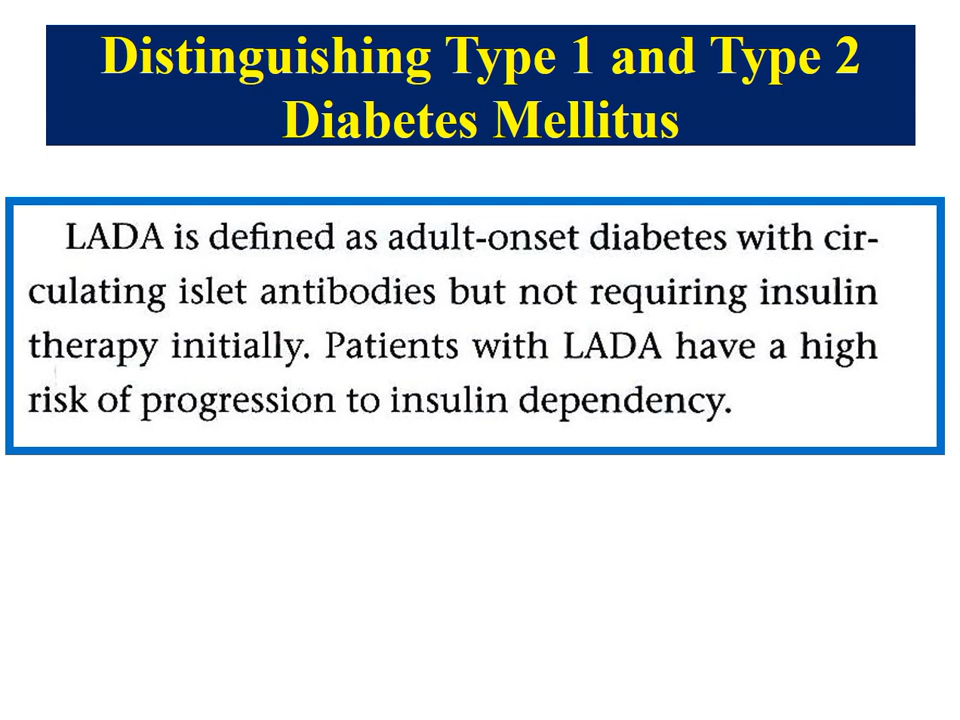 Distinguishing Type 1 and Type 2
Diabetes Mellitus
LADA is defined as adult-onset diabetes with cir-
culating islet antibodies but not requiring insulin
therapy initially. Patients with LADA have a high
risk of progression to insulin dependency.